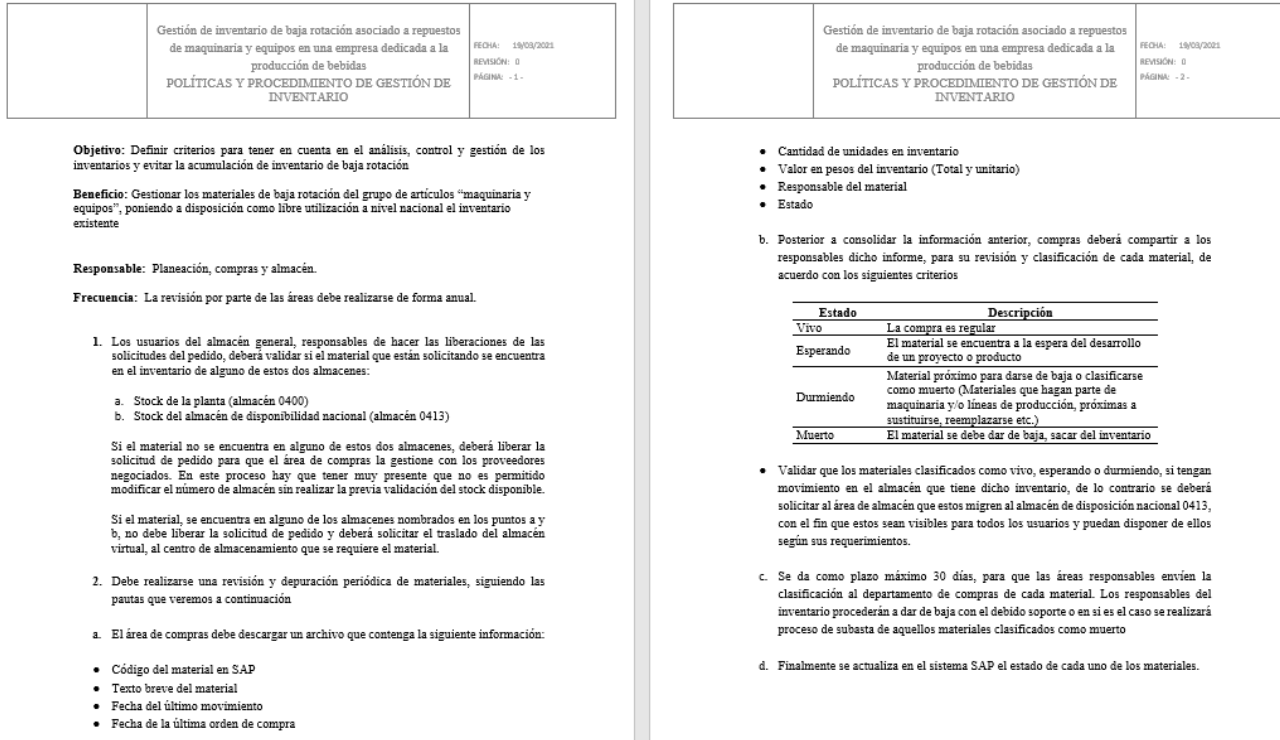 Gestión de inventario de baja rotación asociado a repuestos
de maquinaria y equipos en una empresa dedicada a la
producción de bebidas
POLÍTICAS Y PROCEDIMIENTO DE GESTIÓN DE
INVENTARIO
FECHA: 19/03/2021
REVISIÓN: 0
PÁGINA: - 1 -
Objetivo: Definir criterios para tener en cuenta en el análisis, control y gestión de los
inventarios y evitar la acumulación de inventario de baja rotación
Beneficio: Gestionar los materiales de baja rotación del grupo de artículos “maquinaria y
equipos”, poniendo a disposición como libre utilización a nivel nacional el inventario
existente
Responsable: Planeación, compras y almacén.
Frecuencia: La revisión por parte de las áreas debe realizarse de forma anual.
1. Los usuarios del almacén general, responsables de hacer las liberaciones de las
solicitudes del pedido, deberá validar si el material que están solicitando se encuentra
en el inventario de alguno de estos dos almacenes:
a. Stock de la planta (almacén 0400)
b. Stock del almacén de disponibilidad nacional (almacén 0413)
Si el material no se encuentra en alguno de estos dos almacenes, deberá liberar la
solicitud de pedido para que el área de compras la gestione con los proveedores
negociados. En este proceso hay que tener muy presente que no es permitido
modificar el número de almacén sin realizar la previa validación del stock disponible.
Si el material, se encuentra en alguno de los almacenes nombrados en los puntos a y
b, no debe liberar la solicitud de pedido y deberá solicitar el traslado del almacén
virtual, al centro de almacenamiento que se requiere el material.
2. Debe realizarse una revisión y depuración periódica de materiales, siguiendo las
pautas que veremos a continuación
a. El área de compras debe descargar un archivo que contenga la siguiente información:
• Código del material en SAP
• Texto breve del material
• Fecha del último movimiento
• Fecha de la última orden de compra
Gestión de inventario de baja rotación asociado a repuestos
de maquinaria y equipos en una empresa dedicada a la
producción de bebidas
POLÍTICAS Y PROCEDIMIENTO DE GESTIÓN DE
INVENTARIO
FECHA: 19/03/2021
REVISIÓN: 0
PÁGINA: - 2 -
• Cantidad de unidades en inventario
• Valor en pesos del inventario (Total y unitario)
• Responsable del material
• Estado
b. Posterior a consolidar la información anterior, compras deberá compartir a los
responsables dicho informe, para su revisión y clasificación de cada material, de
acuerdo con los siguientes criterios
Estado Descripción
Vivo La compra es regular
Esperando El material se encuentra a la espera del desarrollo
de un proyecto o producto
Durmiendo Material próximo para darse de baja o clasificarse
como muerto (Materiales que hagan parte de
maquinaria y/o líneas de producción, próximas a
sustituirse, reemplazarse etc.)
Muerto El material se debe dar de baja, sacar del inventario
• Validar que los materiales clasificados como vivo, esperando o durmiendo, si tengan
movimiento en el almacén que tiene dicho inventario, de lo contrario se deberá
solicitar al área de almacén que estos migren al almacén de disposición nacional 0413,
con el fin que estos sean visibles para todos los usuarios y puedan disponer de ellos
según sus requerimientos.
c. Se da como plazo máximo 30 días, para que las áreas responsables envíen la
clasificación al departamento de compras de cada material. Los responsables del
inventario procederán a dar de baja con el debido soporte o en si es el caso se realizará
proceso de subasta de aquellos materiales clasificados como muerto
d. Finalmente se actualiza en el sistema SAP el estado de cada uno de los materiales.